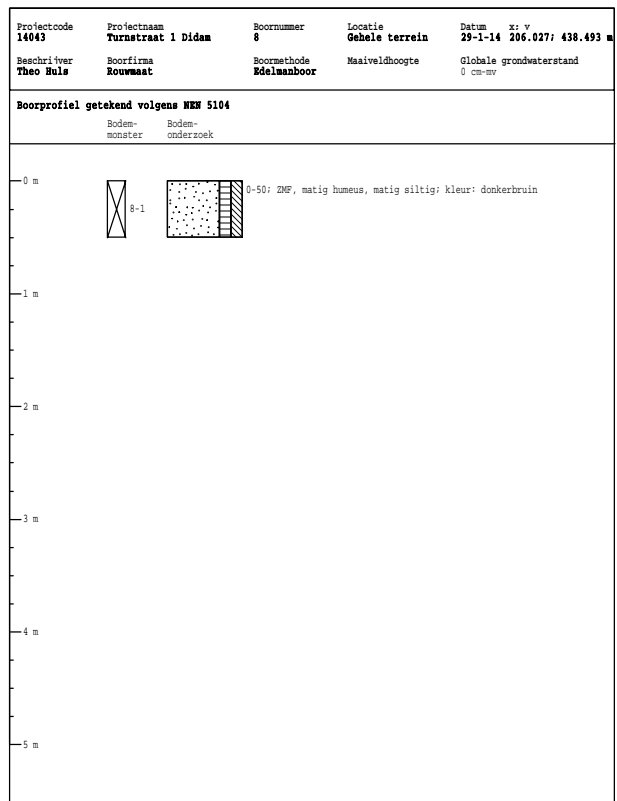 Projectcode Projectnaam Boornummer Locatie Datum x: y
14043 Turnstraat 1 Didam 8 Gehele terrein 29-1-14 206.027; 438.493 m
Beschrijver Boorfirma Boormethode Maaiveldhoogte Globale grondwaterstand
Theo Huls Rouwmaat Edelmanboor 0 cm-mv
Boorprofiel getekend volgens NEN 5104
Bodem- Bodem-
monster onderzoek
0 m
0-50; ZMF, matig humeus, matig siltig; kleur: donkerbruin
8-1
1 m
2 m
3 m
4 m
5 m